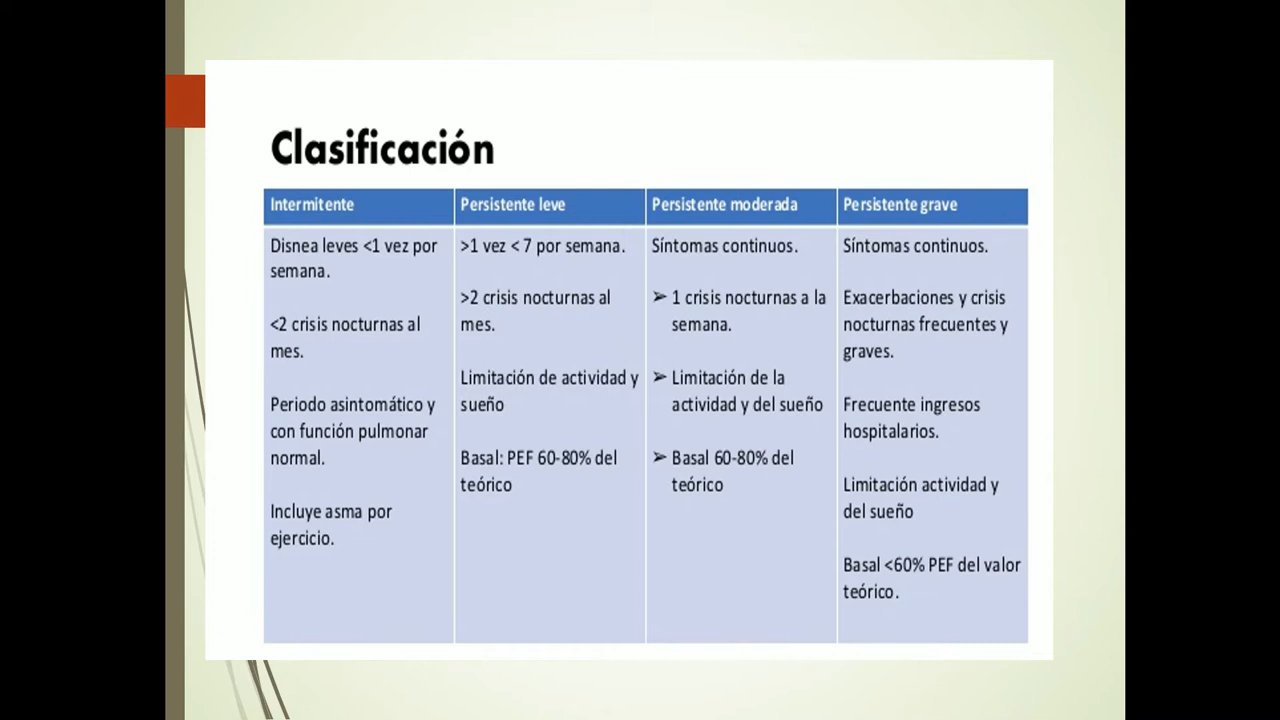 Clasificación
Intermitente
Disnea leves <1 vez por
semana.
<2 crisis nocturnas al
mes.
Periodo asintomático y
con función pulmonar
normal.
Incluye asma por
ejercicio.
Persistente leve
>1 vez < 7 por semana.
>2 crisis nocturnas al
mes.
Limitación de actividad y
sueño
Basal: PEF 60-80% del
teórico
Persistente moderada
Síntomas continuos.
➢ 1 crisis nocturnas a la
semana.
➢ Limitación de la
actividad y del sueño
➢ Basal 60-80% del
teórico
Persistente grave
Síntomas continuos.
Exacerbaciones y crisis
nocturnas frecuentes y
graves.
Frecuente ingresos
hospitalarios.
Limitación actividad y
del sueño
Basal <60% PEF del valor
teórico.